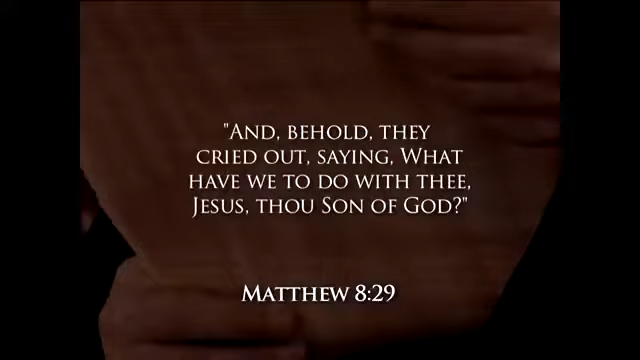 "And, behold, they
cried out, saying, What
have we to do with thee,
Jesus, thou Son of God?"
Matthew 8:29